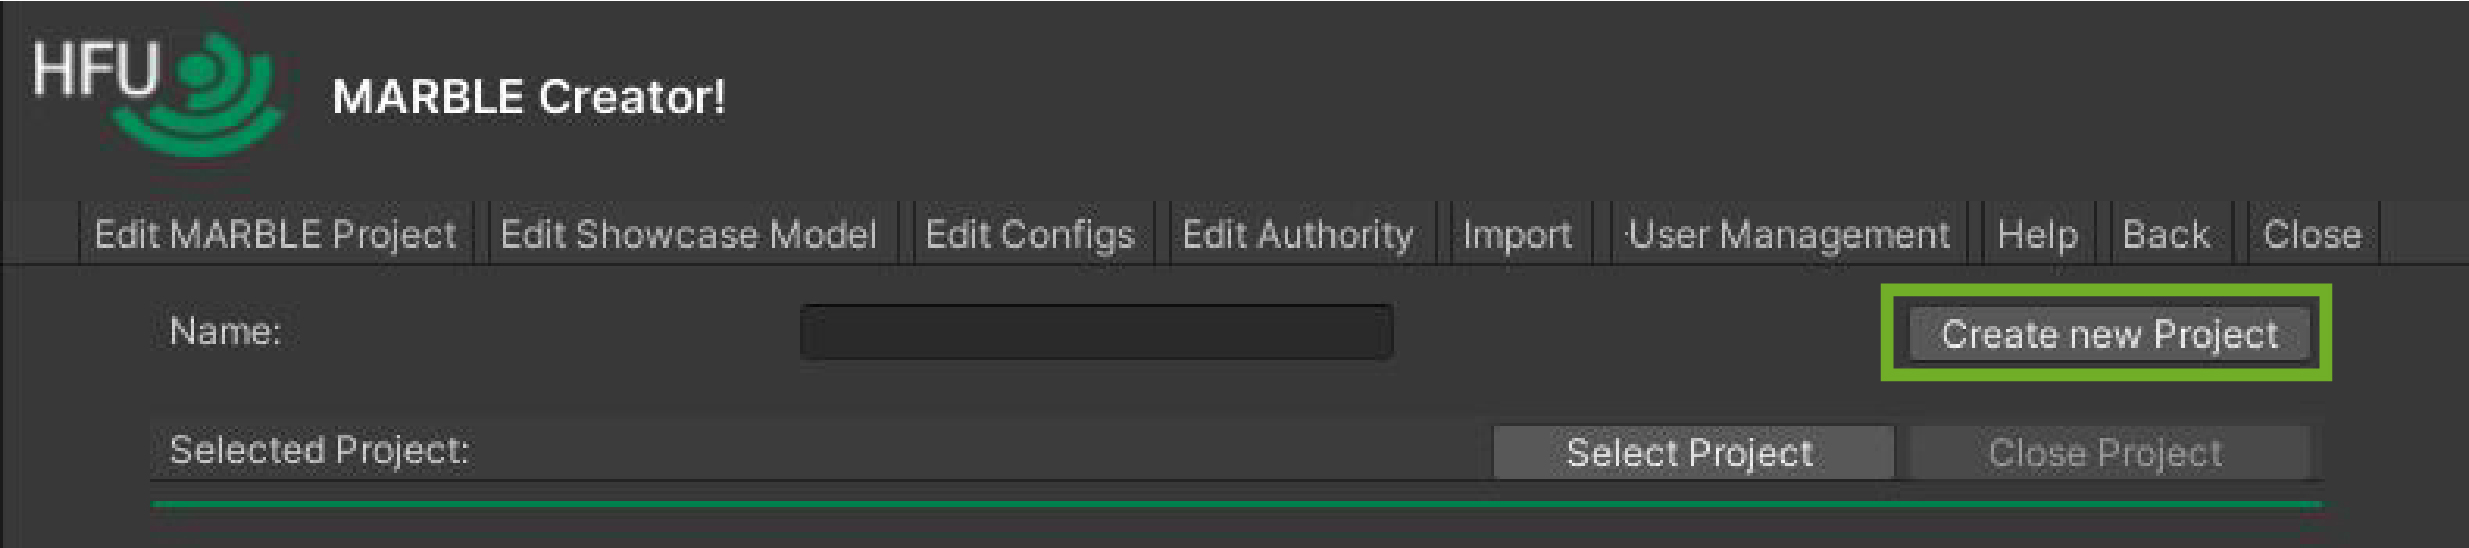 HFU
MARBLE Creator!
Edit MARBLE Project Edit Showcase Model Edit Configs Edit Authority Import User Management Help Back Close
Name: Create new Project
Selected Project: Select Project Close Project